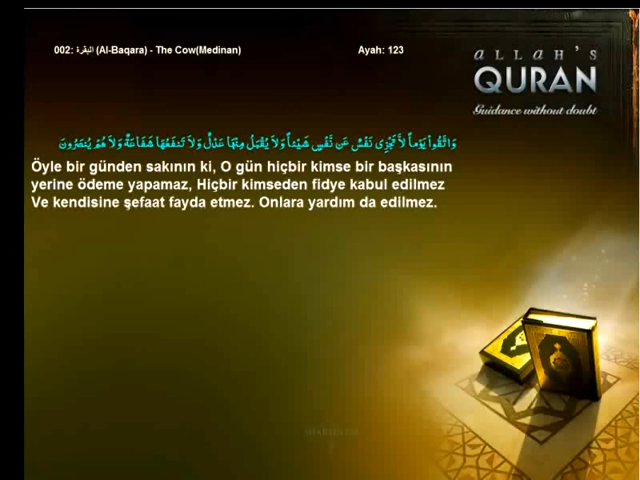 002: البقرة (Al-Baqara) - The Cow(Medinan) Ayah: 123
ALLAH'S
QURAN
Guidance without doubt
وَاتَّقُواْ يَوْماً لاَّ تَجْزِي نَفْسٌ عَن نَّفْسٍ شَيْئاً وَلاَ يُقْبَلُ مِنْهَا عَدْلٌ وَلاَ تَنفَعُهَا شَفَاعَةٌ وَلاَ هُمْ يُنصَرُونَ
Öyle bir günden sakının ki, O gün hiçbir kimse bir başkasının
yerine ödeme yapamaz, Hiçbir kimseden fidye kabul edilmez
Ve kendisine şefaat fayda etmez. Onlara yardım da edilmez.